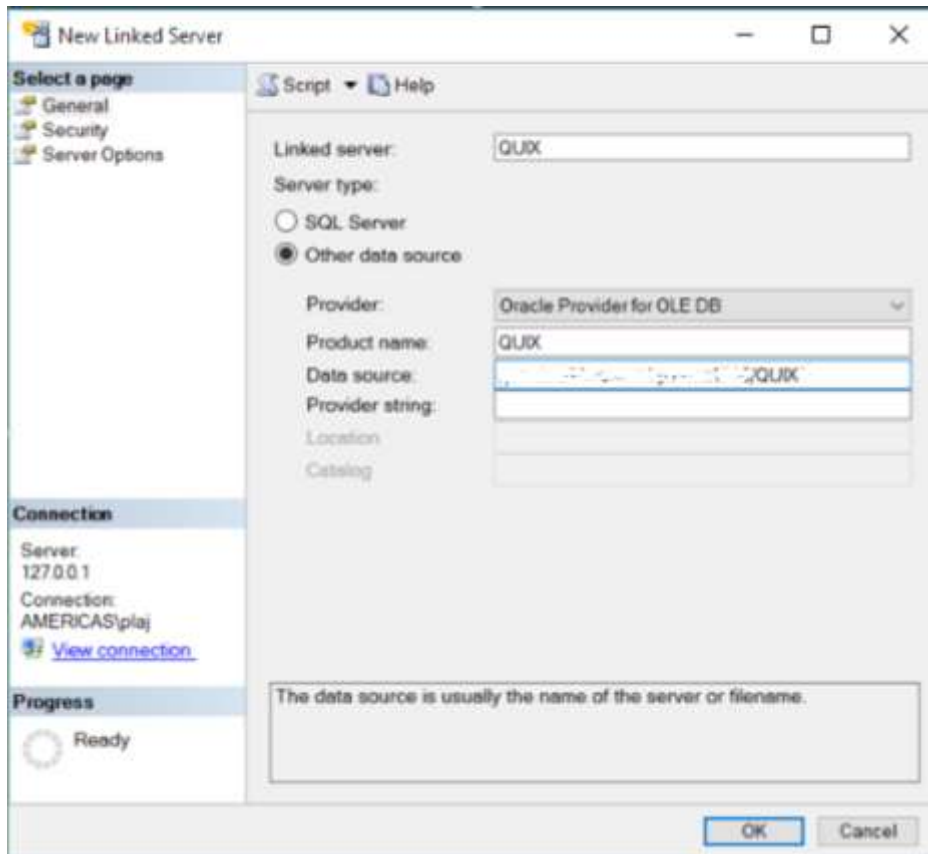 New Linked Server
Select a page
General
Security
Server Options
Script Help
Linked server: QUIX
Server type:
SQL Server
Other data source
Provider: Oracle Provider for OLE DB
Product name: QUIX
Data source: /QUIX
Provider string:
Location
Catalog
Connection
Server:
127.0.0.1
Connection:
AMERICAS\plaj
View connection
Progress
Ready
The data source is usually the name of the server or filename.
OK Cancel